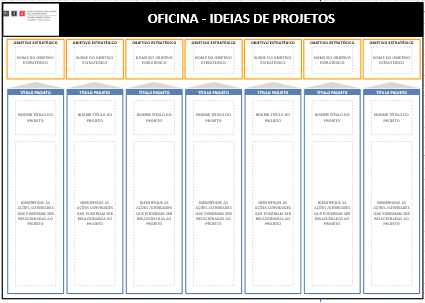 OFICINA - IDEIAS DE PROJETOS
OBJETIVO ESTRATÉGICO OBJETIVO ESTRATÉGICO OBJETIVO ESTRATÉGICO OBJETIVO ESTRATÉGICO OBJETIVO ESTRATÉGICO OBJETIVO ESTRATÉGICO OBJETIVO ESTRATÉGICO
NOME DO OBJETIVO NOME DO OBJETIVO NOME DO OBJETIVO NOME DO OBJETIVO NOME DO OBJETIVO NOME DO OBJETIVO NOME DO OBJETIVO
ESTRATÉGICO ESTRATÉGICO ESTRATÉGICO ESTRATÉGICO ESTRATÉGICO ESTRATÉGICO ESTRATÉGICO
TÍTULO PROJETO TÍTULO PROJETO TÍTULO PROJETO TÍTULO PROJETO TÍTULO PROJETO TÍTULO PROJETO TÍTULO PROJETO
INSERIR TÍTULO DO INSERIR TÍTULO DO INSERIR TÍTULO DO INSERIR TÍTULO DO INSERIR TÍTULO DO INSERIR TÍTULO DO INSERIR TÍTULO DO
PROJETO PROJETO PROJETO PROJETO PROJETO PROJETO PROJETO
IDENTIFIQUE AS IDENTIFIQUE AS IDENTIFIQUE AS IDENTIFIQUE AS IDENTIFIQUE AS IDENTIFIQUE AS IDENTIFIQUE AS
AÇÕES/ATIVIDADES AÇÕES/ATIVIDADES AÇÕES/ATIVIDADES AÇÕES/ATIVIDADES AÇÕES/ATIVIDADES AÇÕES/ATIVIDADES AÇÕES/ATIVIDADES
QUE PODERIAM SER QUE PODERIAM SER QUE PODERIAM SER QUE PODERIAM SER QUE PODERIAM SER QUE PODERIAM SER QUE PODERIAM SER
RELACIONADAS AO RELACIONADAS AO RELACIONADAS AO RELACIONADAS AO RELACIONADAS AO RELACIONADAS AO RELACIONADAS AO
PROJETO PROJETO PROJETO PROJETO PROJETO PROJETO PROJETO